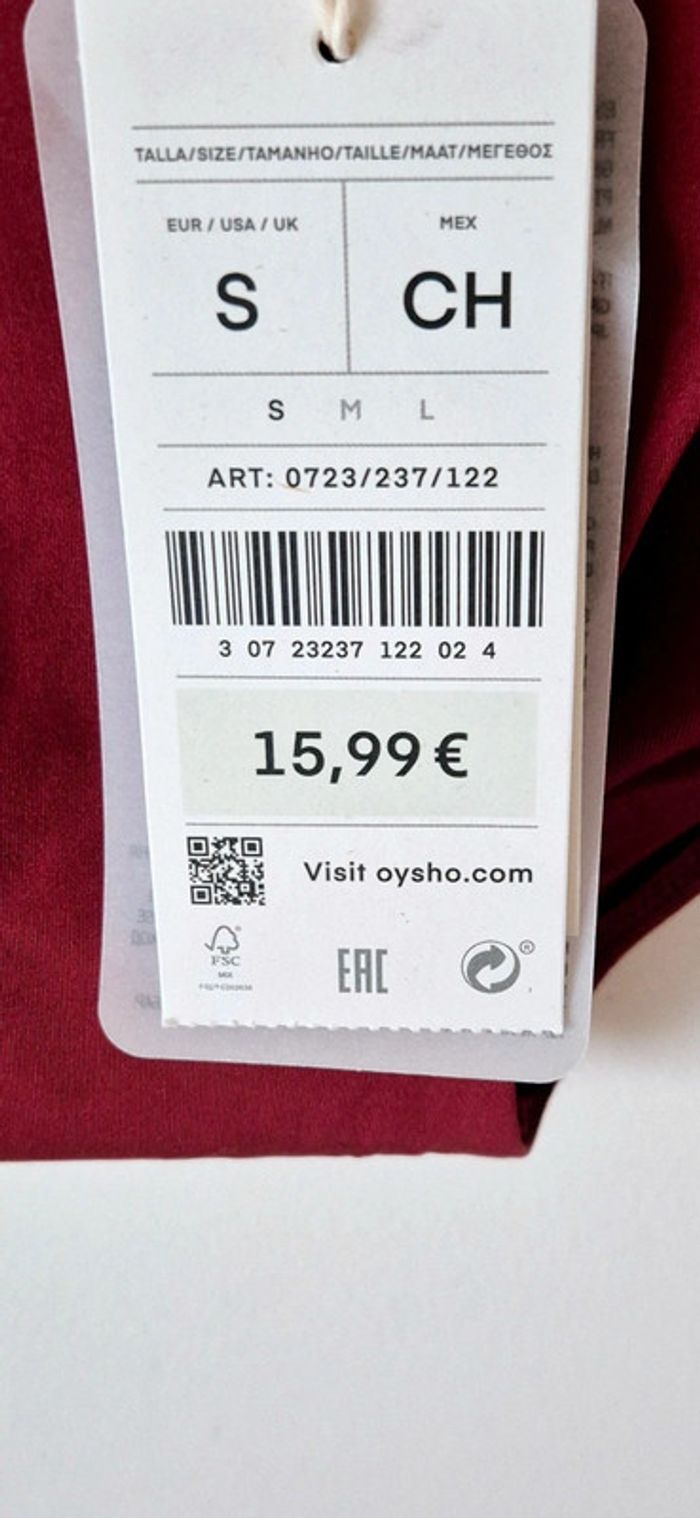 TALLA/SIZE/TAMANHO/TAILLE/MAAT/ΜΕΓΕΘΟΣ
EUR / USA / UK
MEX
S
CH
S M L
ART: 0723/237/122
3 07 23237 122 02 4
15,99 €
Visit oysho.com
FSC
MIX
EAC
®